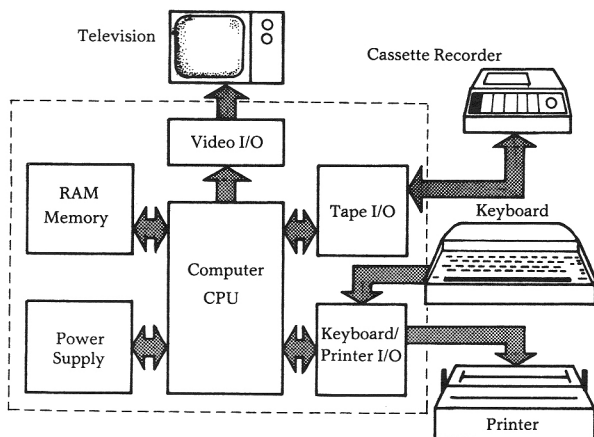 Television
Cassette Recorder
Video I/O
RAM
Memory
Tape I/O
Keyboard
Computer
CPU
Power
Supply
Keyboard/
Printer I/O
Printer